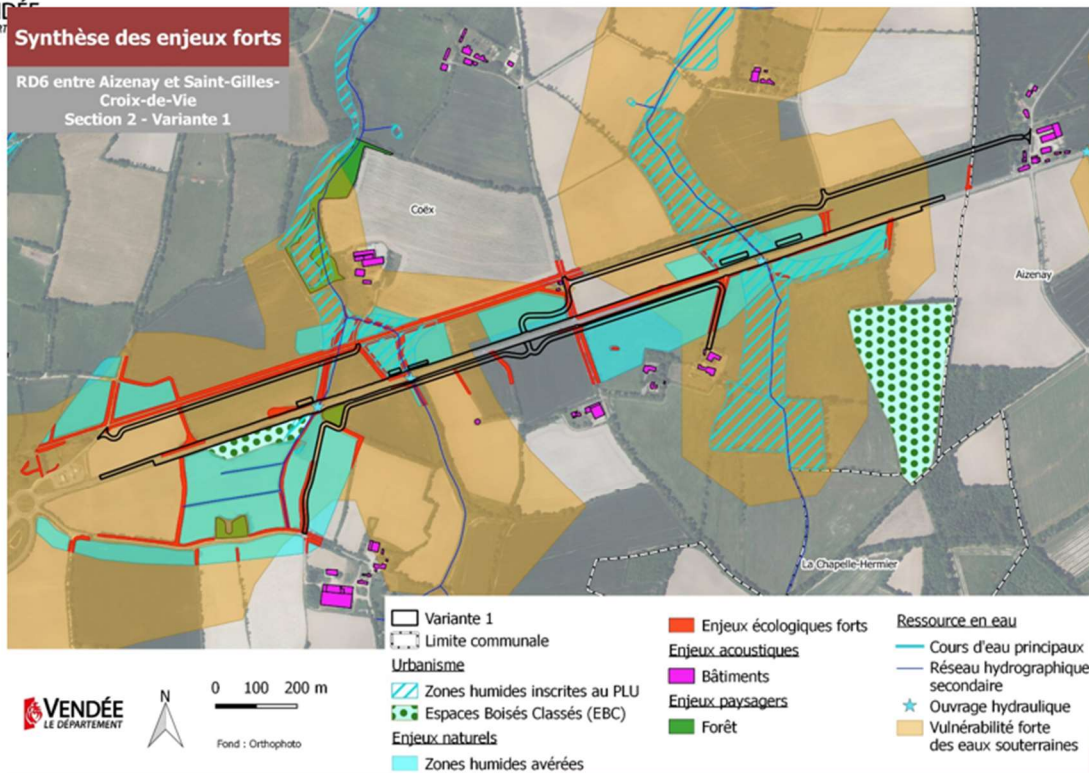 Synthèse des enjeux forts
RD6 entre Aizenay et Saint-Gilles-
Croix-de-Vie
Section 2 - Variante 1
Coëx
Aizenay
La Chapelle-Hermier
VENDÉE
LE DÉPARTEMENT
N
0 100 200 m
Fond : Orthophoto
Variante 1
Limite communale
Urbanisme
Zones humides inscrites au PLU
Espaces Boisés Classés (EBC)
Enjeux naturels
Zones humides avérées
Enjeux écologiques forts
Enjeux acoustiques
Bâtiments
Enjeux paysagers
Forêt
Ressource en eau
Cours d'eau principaux
Réseau hydrographique
secondaire
Ouvrage hydraulique
Vulnérabilité forte
des eaux souterraines